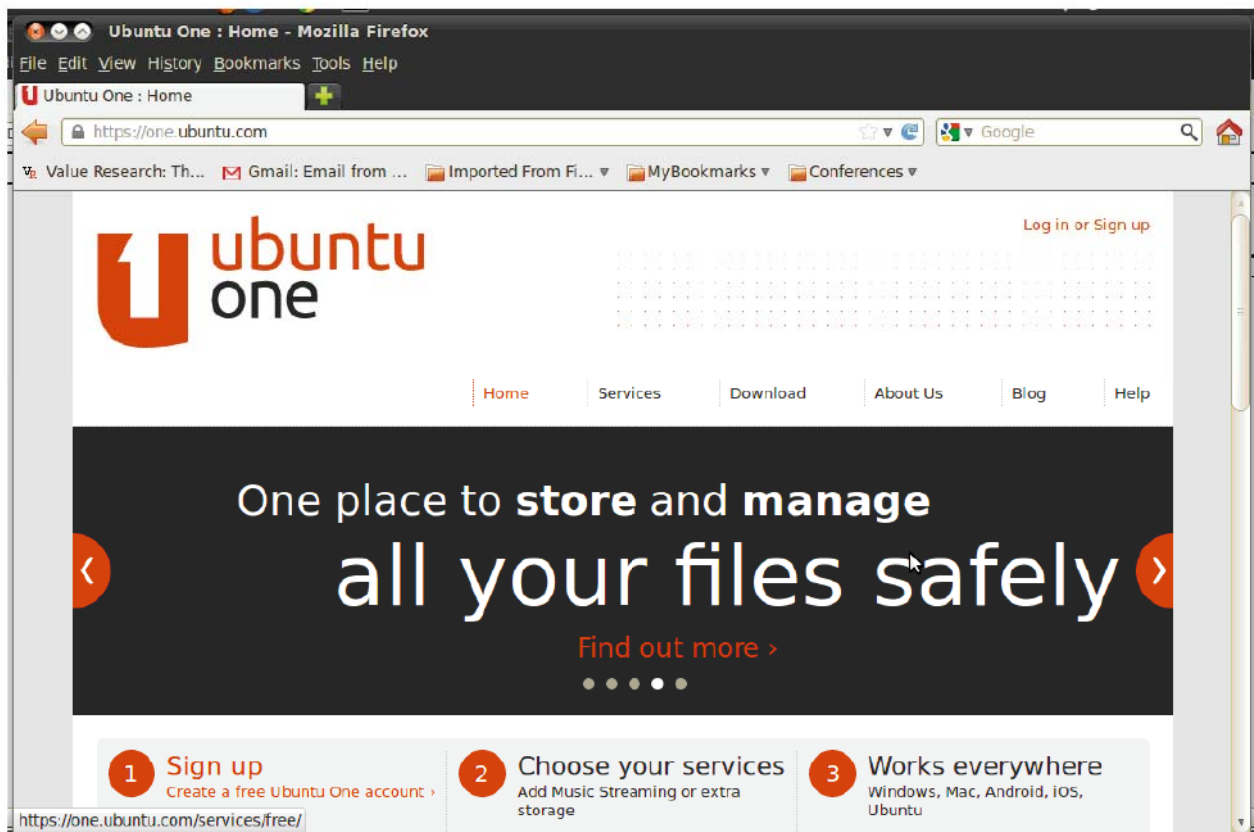 Ubuntu One : Home - Mozilla Firefox
File Edit View History Bookmarks Tools Help
Ubuntu One : Home
https://one.ubuntu.com
Google
Value Research: Th... Gmail: Email from ... Imported From Fi... MyBookmarks Conferences
ubuntu
one
Log in or Sign up
Home Services Download About Us Blog Help
One place to store and manage
all your files safely
Find out more ›
1 Sign up
Create a free Ubuntu One account ›
2 Choose your services
Add Music Streaming or extra
storage
3 Works everywhere
Windows, Mac, Android, iOS,
Ubuntu
https://one.ubuntu.com/services/free/